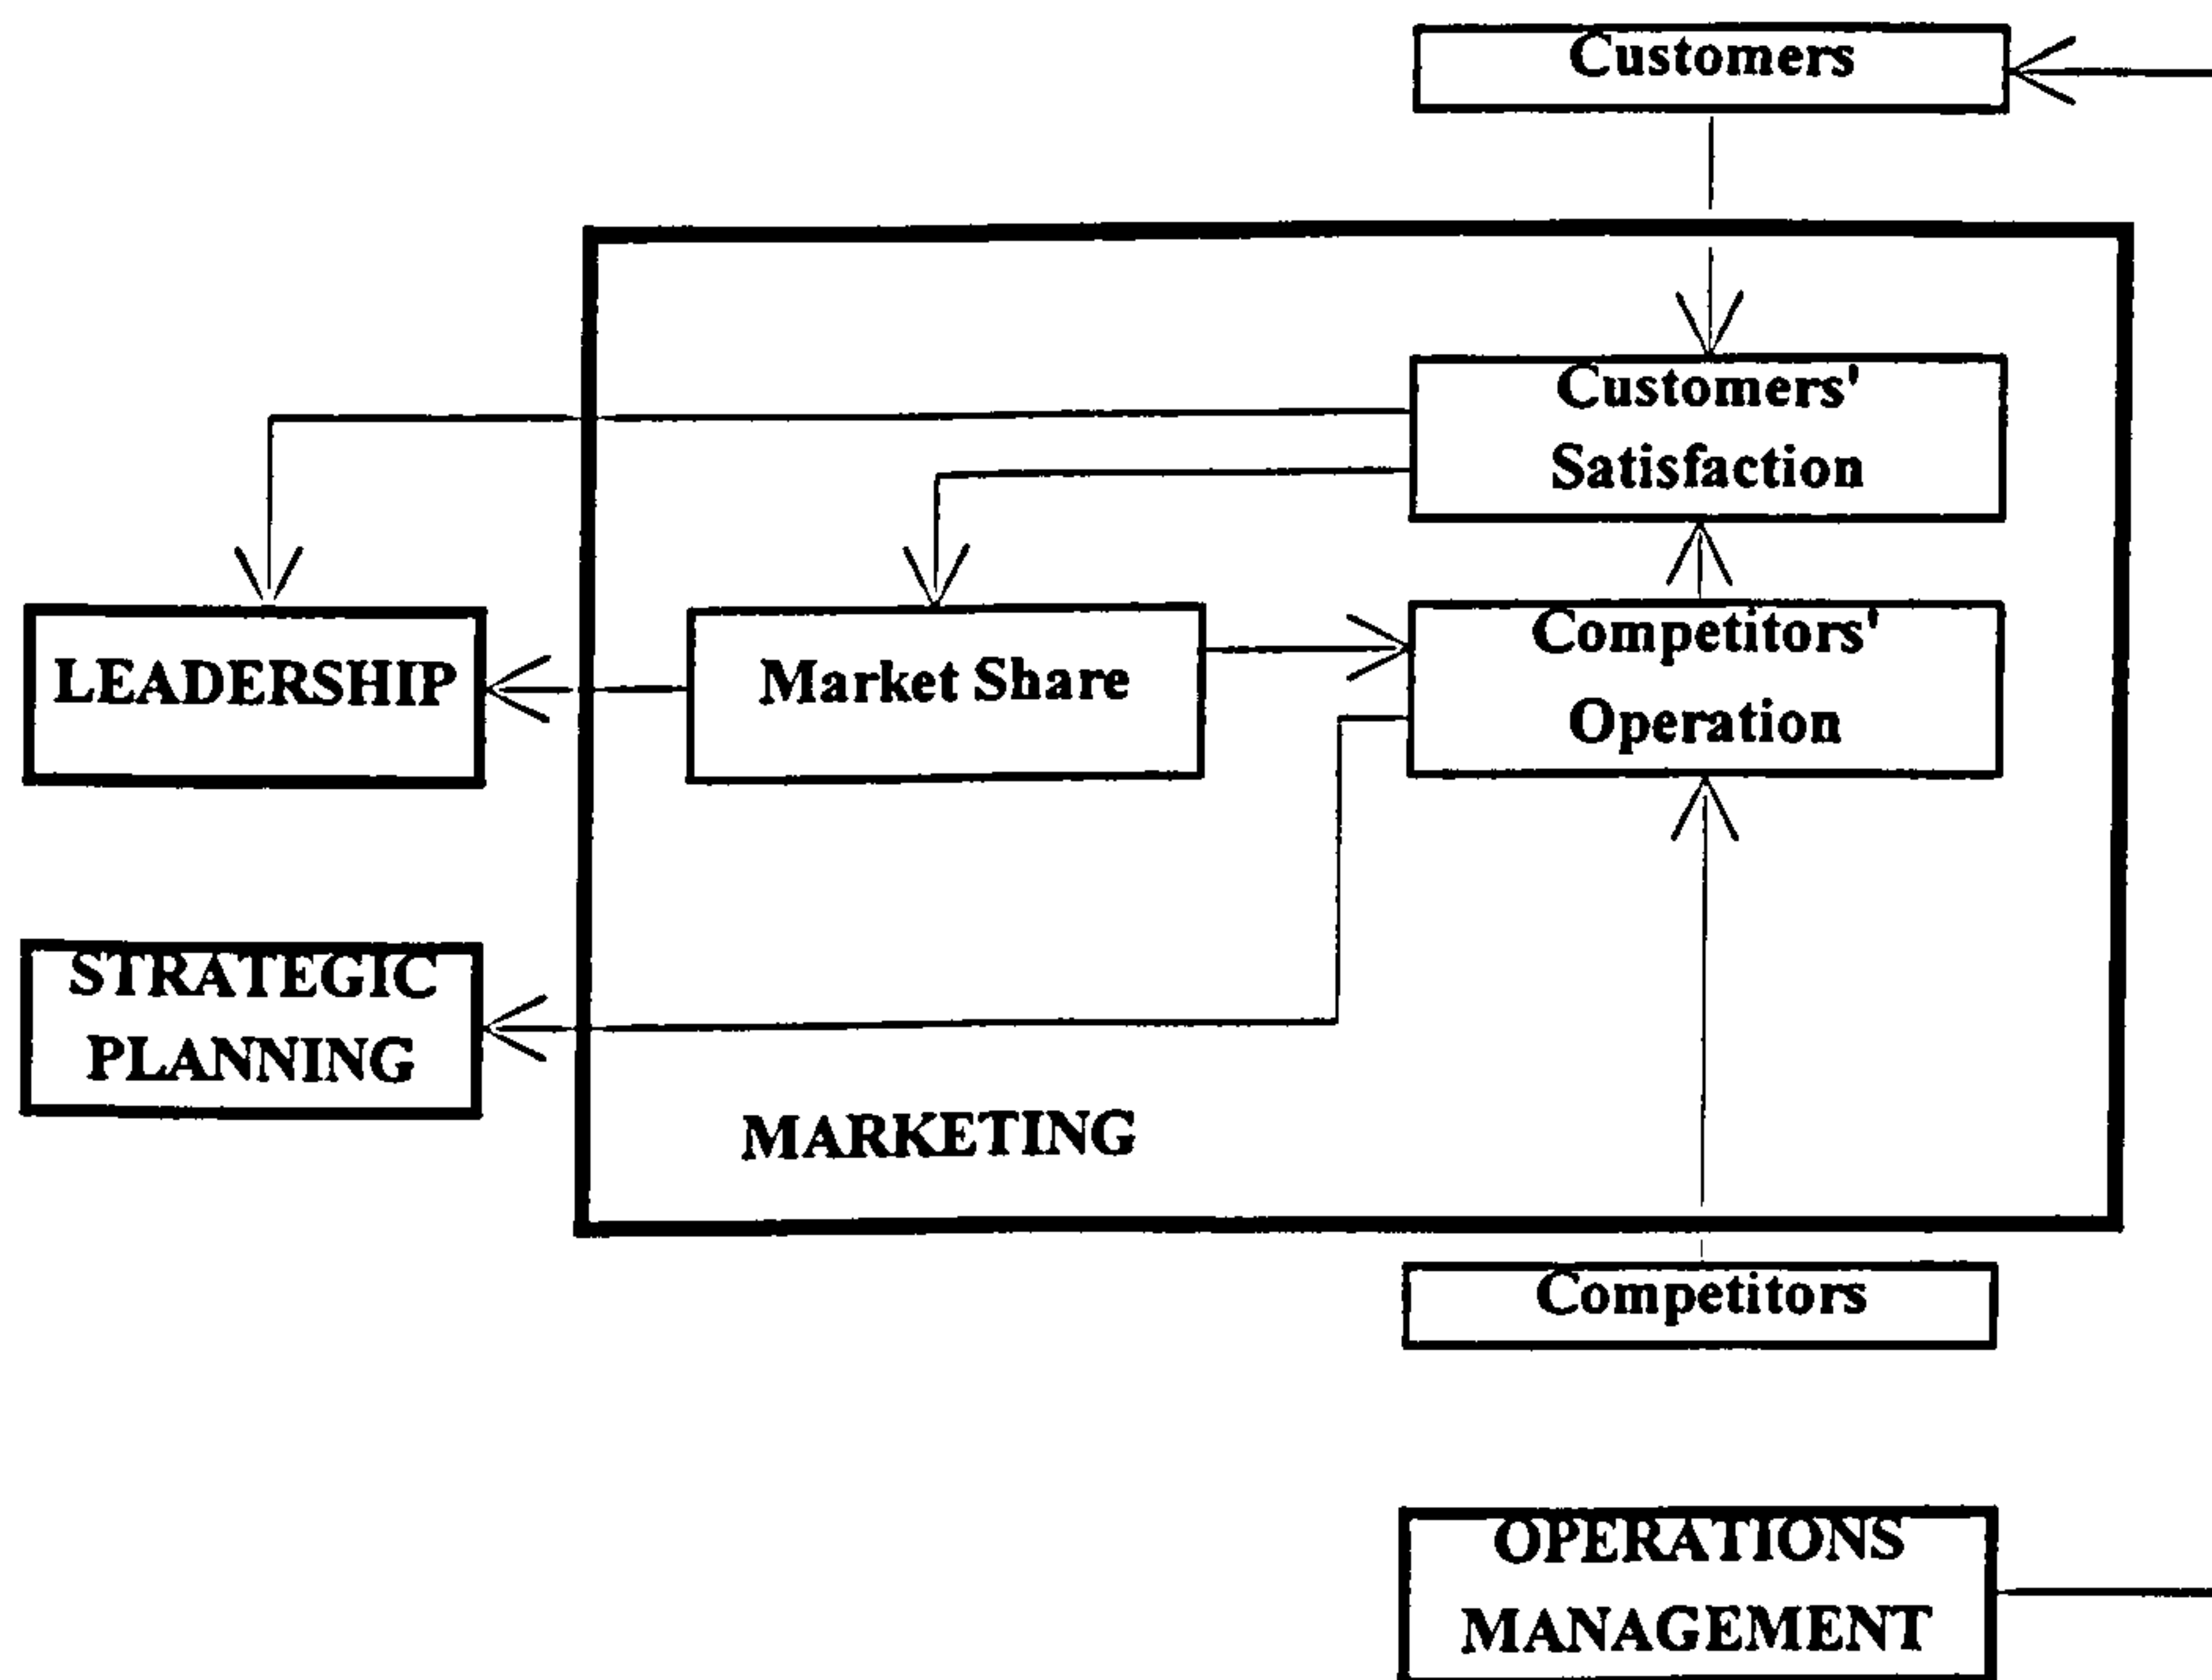 Customers
Customers'
Satisfaction
LEADERSHIP
Market Share
Competitors'
Operation
STRATEGIC
PLANNING
MARKETING
Competitors
OPERATIONS
MANAGEMENT